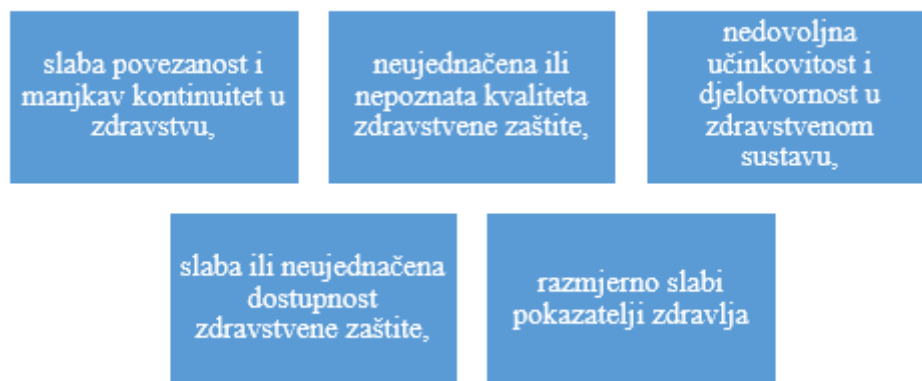 slaba povezanost i
manjkav kontinuitet u
zdravstvu,
neujednačena ili
nepoznata kvaliteta
zdravstvene zaštite,
nedovoljna
učinkovitost i
djelotvornost u
zdravstvenom
sustavu,
slaba ili neujednačena
dostupnost
zdravstvene zaštite,
razmjerno slabi
pokazatelji zdravlja